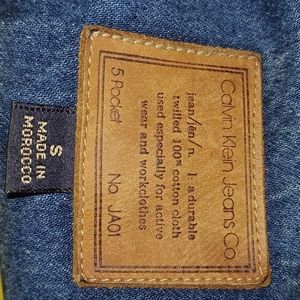 Calvin Klein Jeans Co.
jean/jēn/n. 1: a durable
twilled 100% cotton cloth
used especially for active
wear and workclothes
5 Pocket No. JA01
S
MADE IN
MOROCCO